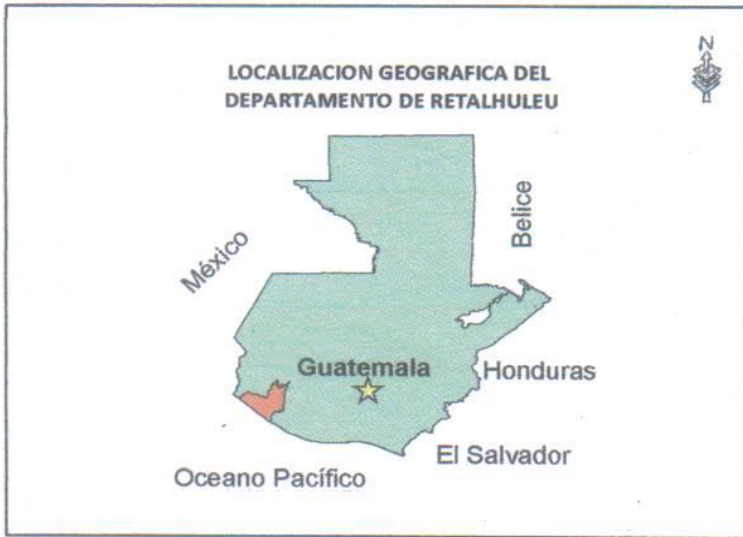 LOCALIZACION GEOGRAFICA DEL
DEPARTAMENTO DE RETALHULEU
N
Belice
México
Guatemala
Honduras
El Salvador
Oceano Pacífico